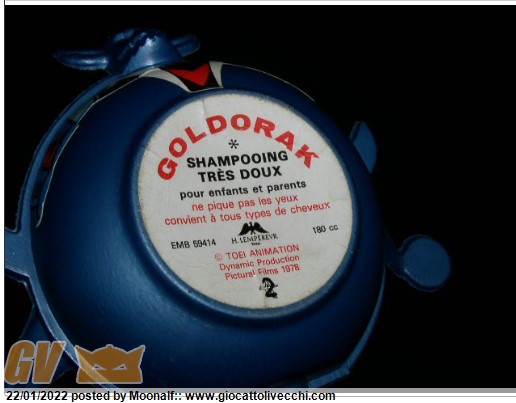 GOLDORAK
*
SHAMPOOING
TRÈS DOUX
pour enfants et parents
ne pique pas les yeux
convient à tous types de cheveux
EMB 59414 H. LEMPEREUR 180 cc
PARIS
© TOEI ANIMATION
Dynamic Production
Pictural Films 1978
GV
22/01/2022 posted by Moonalf:: www.giocattolivecchi.com